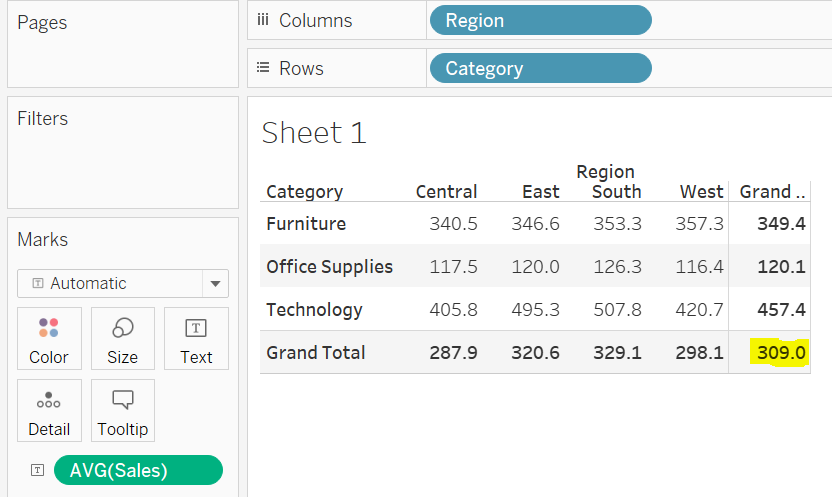 Pages
Columns
Region
Rows
Category
Filters
Sheet 1
Region
Category Central East South West Grand ..
Furniture 340.5 346.6 353.3 357.3 349.4
Office Supplies 117.5 120.0 126.3 116.4 120.1
Technology 405.8 495.3 507.8 420.7 457.4
Grand Total 287.9 320.6 329.1 298.1 309.0
Marks
T Automatic
Color Size T Text
Detail Tooltip
T AVG(Sales)